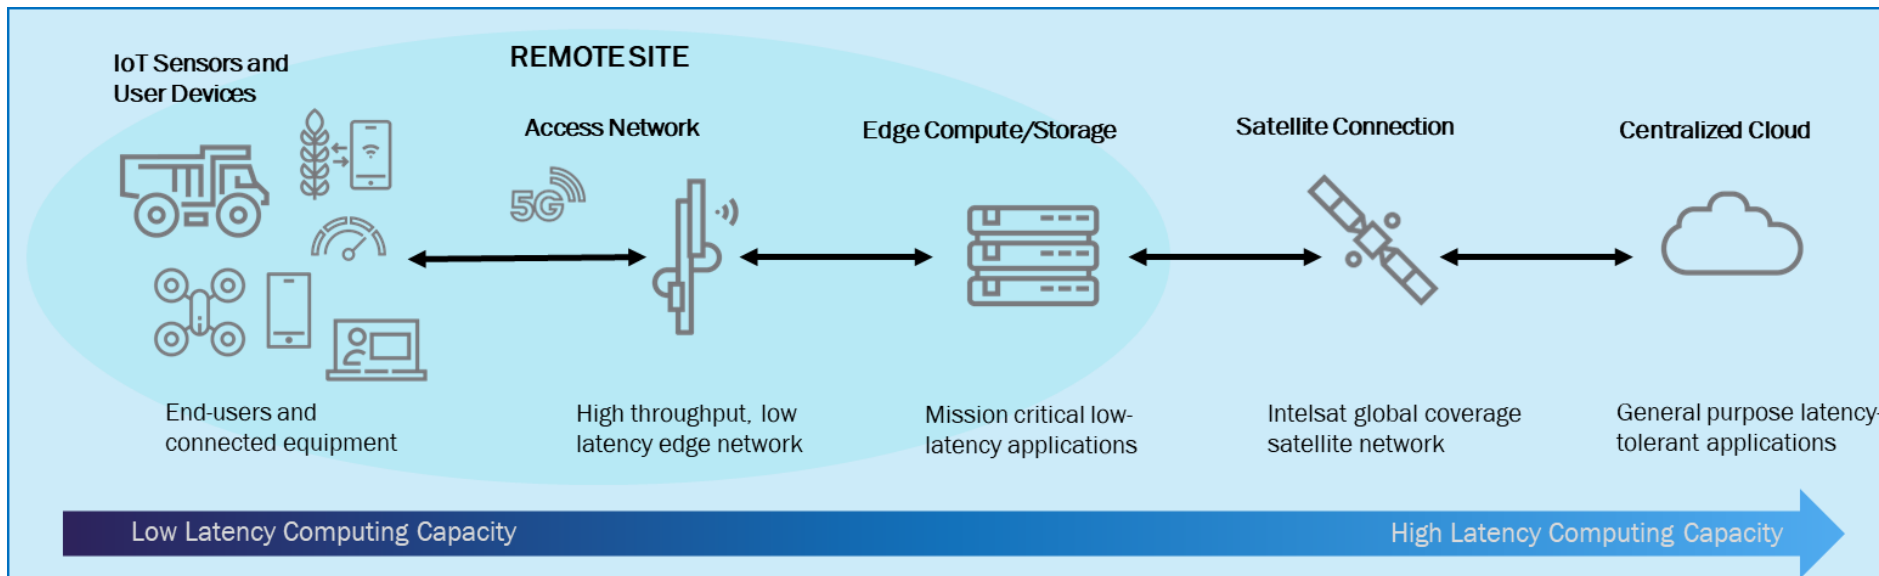 REMOTE SITE
IoT Sensors and
User Devices
Access Network
Edge Compute/Storage
Satellite Connection
Centralized Cloud
5G
End-users and
connected equipment
High throughput, low
latency edge network
Mission critical low-
latency applications
Intelsat global coverage
satellite network
General purpose latency-
tolerant applications
Low Latency Computing Capacity
High Latency Computing Capacity